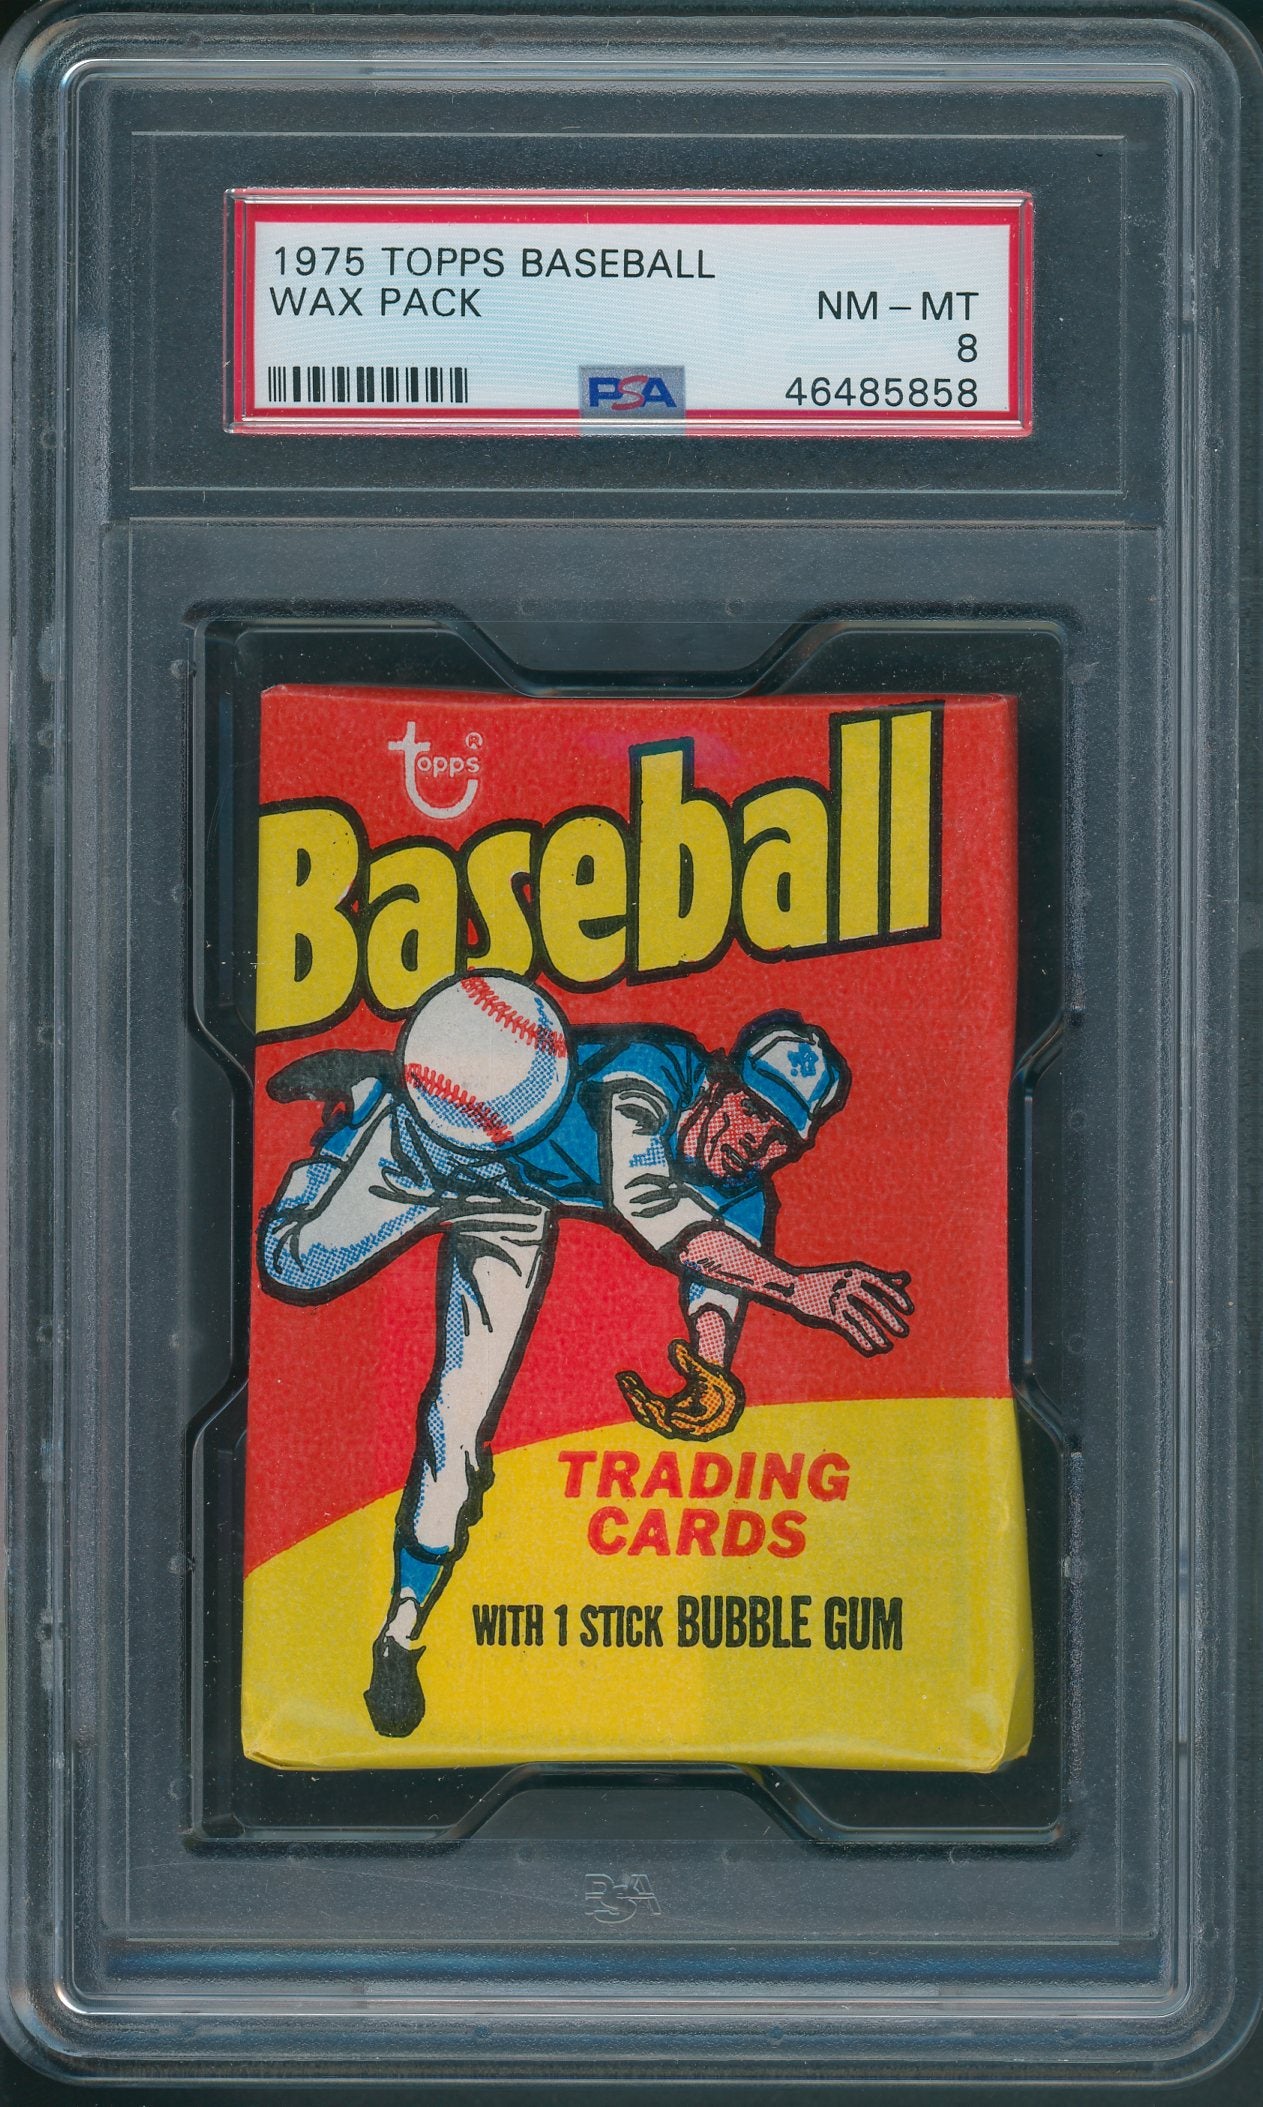 1975 TOPPS BASEBALL
WAX PACK
NM - MT
8
PSA
46485858
topps®
Baseball
TRADING
CARDS
WITH 1 STICK BUBBLE GUM
PSA